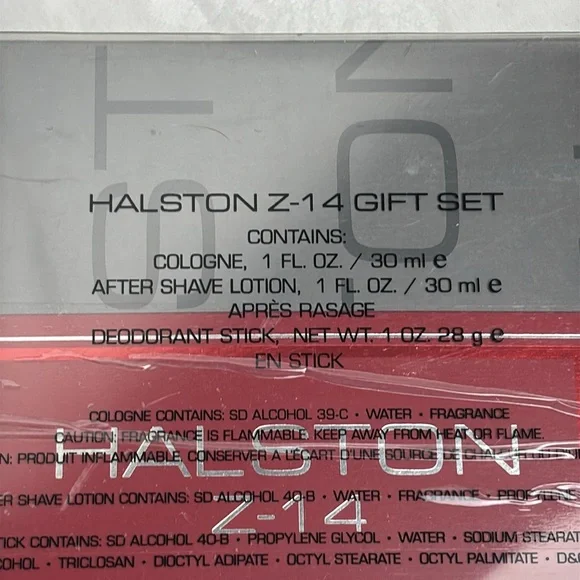 HALSTON Z-14 GIFT SET
CONTAINS:
COLOGNE, 1 FL. OZ. / 30 ml e
AFTER SHAVE LOTION, 1 FL. OZ. / 30 ml e
APRÈS RASAGE
DEODORANT STICK, NET WT. 1 OZ. 28 g e
EN STICK
COLOGNE CONTAINS: SD ALCOHOL 39-C • WATER • FRAGRANCE
CAUTION: FRAGRANCE IS FLAMMABLE. KEEP AWAY FROM HEAT OR FLAME.
N: PRODUIT INFLAMMABLE, CONSERVER A L'ÉCART D'UNE SOURCE DE
HALSTON
ER SHAVE LOTION CONTAINS: SD ALCOHOL 40-B • WATER • FRAGRANCE •
Z-14
TICK CONTAINS: SD ALCOHOL 40-B • PROPYLENE GLYCOL • WATER • SODIUM STEARAT
COHOL • TRICLOSAN • DIOCTYL ADIPATE • OCTYL STEARATE • OCTYL PALMITATE • D&